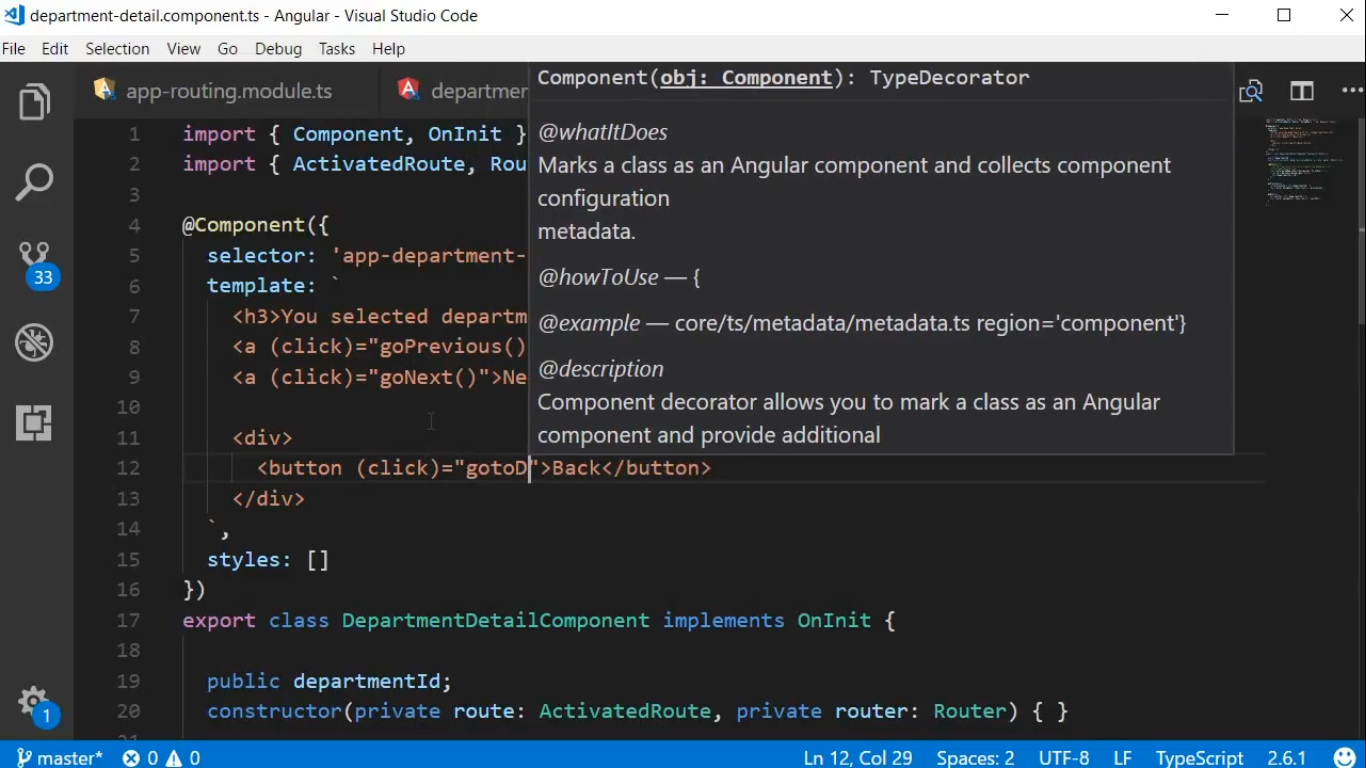 department-detail.component.ts - Angular - Visual Studio Code
File Edit Selection View Go Debug Tasks Help
app-routing.module.ts departmen
Component(obj: Component): TypeDecorator
@whatItDoes
Marks a class as an Angular component and collects component
configuration
metadata.
@howToUse — {
@example — core/ts/metadata/metadata.ts region='component'}
@description
Component decorator allows you to mark a class as an Angular
component and provide additional
1 import { Component, OnInit }
2 import { ActivatedRoute, Rou
3
4 @Component({
5 selector: 'app-department-
6 template: `
7 <h3>You selected departm
8 <a (click)="goPrevious()
9 <a (click)="goNext()">Ne
10
11 <div>
12 <button (click)="gotoD">Back</button>
13 </div>
14 `,
15 styles: []
16 })
17 export class DepartmentDetailComponent implements OnInit {
18
19 public departmentId;
20 constructor(private route: ActivatedRoute, private router: Router) { }
21
33
1
master* 0 0 Ln 12, Col 29 Spaces: 2 UTF-8 LF TypeScript 2.6.1